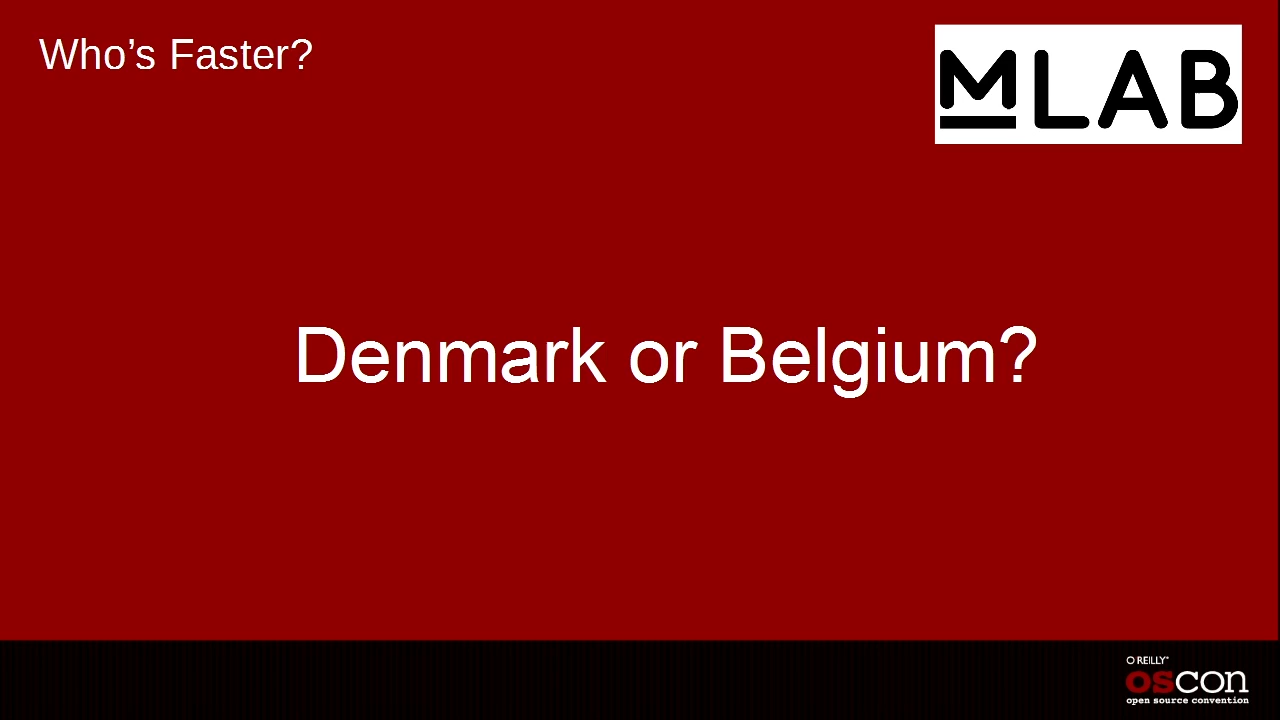 Who's Faster?
MLAB
Denmark or Belgium?
O REILLY®
oscon
open source convention